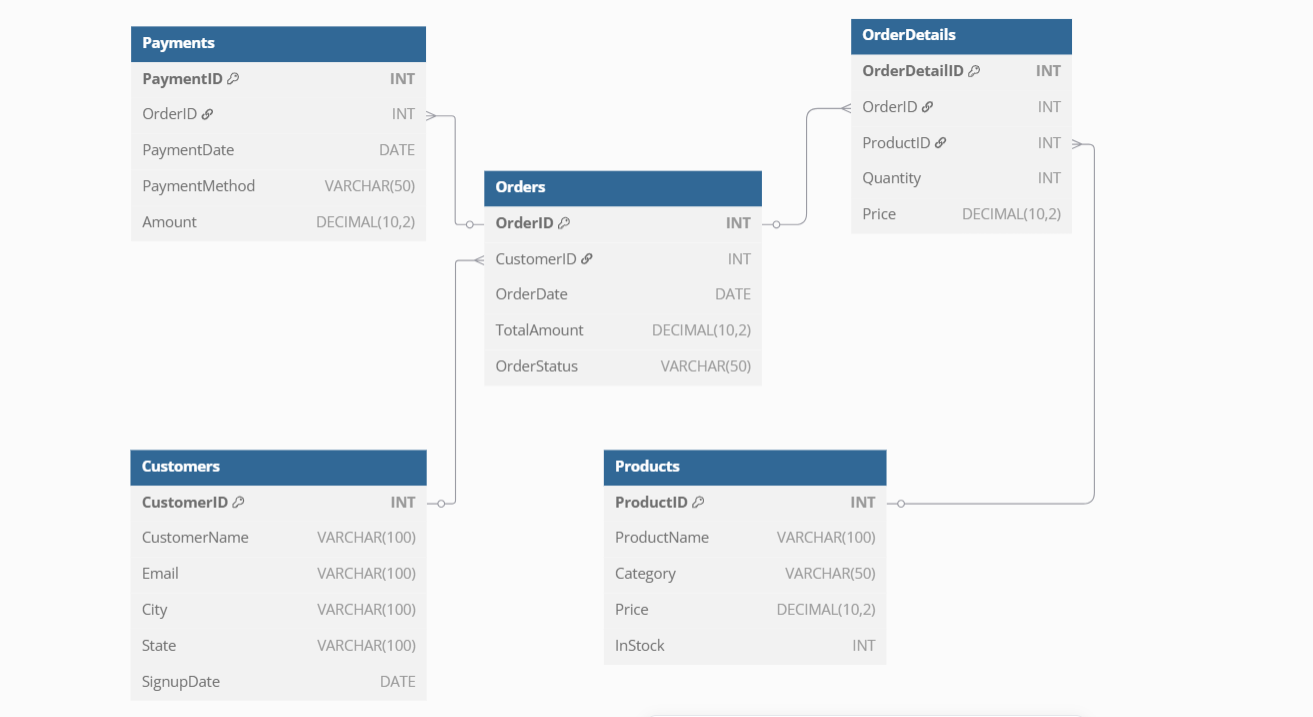 Payments
PaymentID INT
OrderID INT
PaymentDate DATE
PaymentMethod VARCHAR(50)
Amount DECIMAL(10,2)
OrderDetails
OrderDetailID INT
OrderID INT
ProductID INT
Quantity INT
Price DECIMAL(10,2)
Orders
OrderID INT
CustomerID INT
OrderDate DATE
TotalAmount DECIMAL(10,2)
OrderStatus VARCHAR(50)
Customers
CustomerID INT
CustomerName VARCHAR(100)
Email VARCHAR(100)
City VARCHAR(100)
State VARCHAR(100)
SignupDate DATE
Products
ProductID INT
ProductName VARCHAR(100)
Category VARCHAR(50)
Price DECIMAL(10,2)
InStock INT